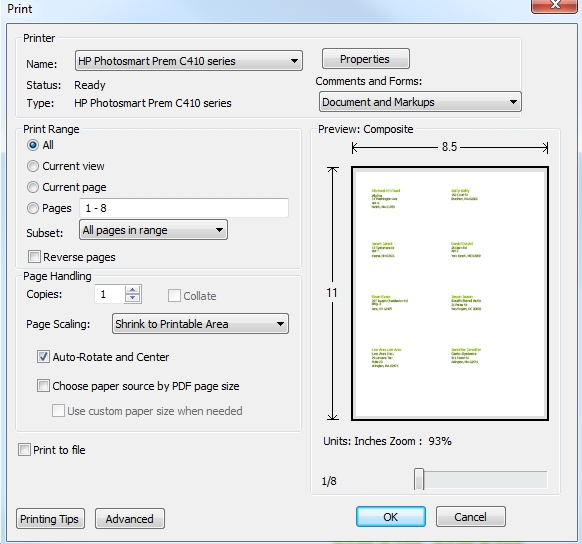 Print
Printer
Name: HP Photosmart Prem C410 series Properties
Status: Ready Comments and Forms:
Type: HP Photosmart Prem C410 series Document and Markups
Print Range
All
Current view
Current page
Pages 1 - 8
Subset: All pages in range
Reverse pages
Page Handling
Copies: 1 Collate
Page Scaling: Shrink to Printable Area
Auto-Rotate and Center
Choose paper source by PDF page size
Use custom paper size when needed
Print to file
Preview: Composite
8.5
11
Units: Inches Zoom : 93%
1/8
Printing Tips Advanced OK Cancel